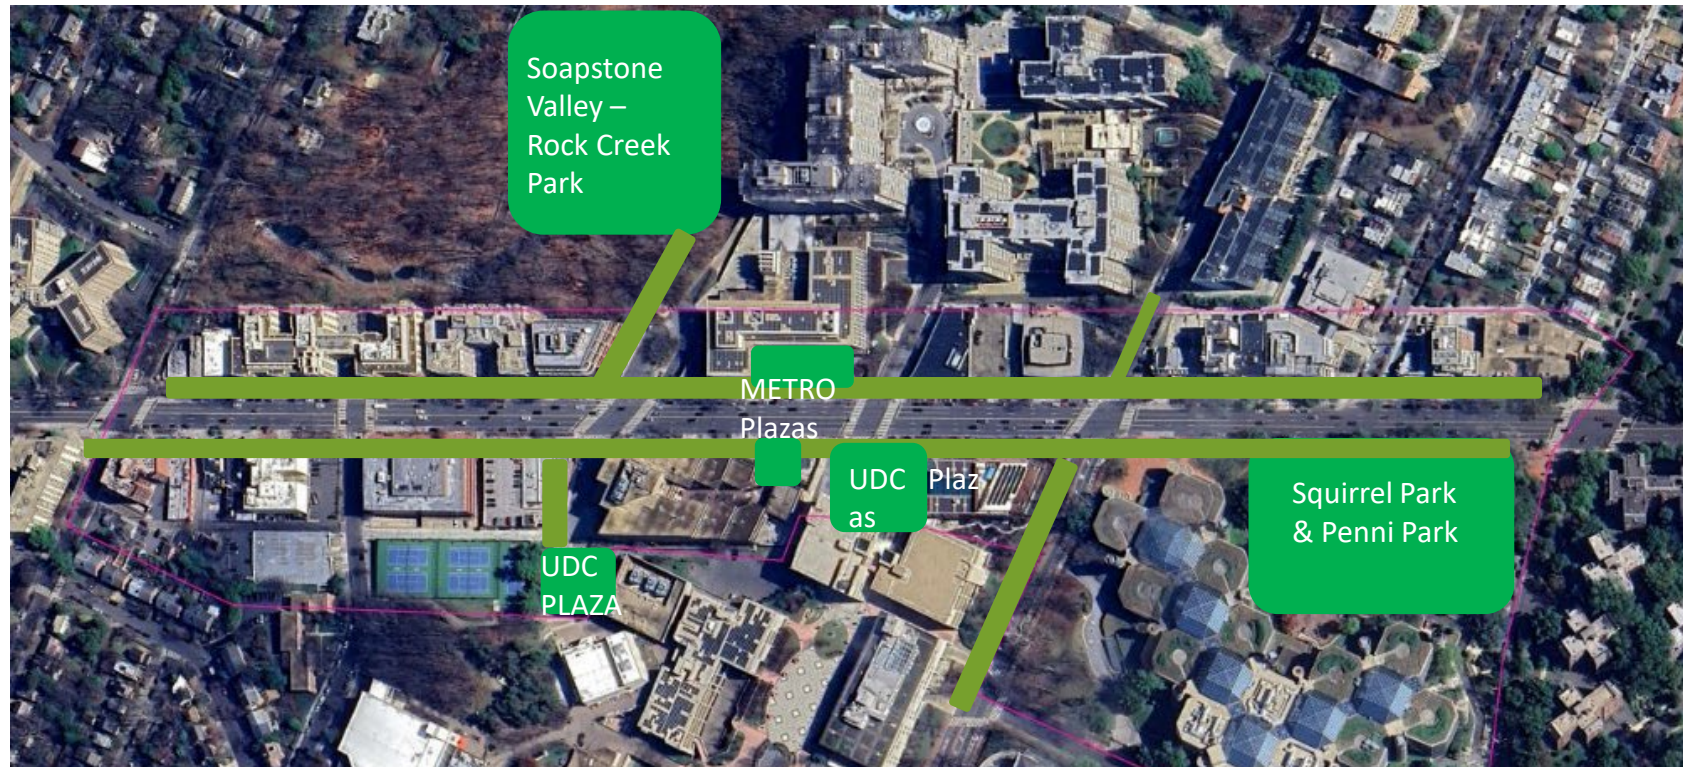 Soapstone
Valley –
Rock Creek
Park
METRO
Plazas
UDC Plaz
as
Squirrel Park
& Penni Park
UDC
PLAZA